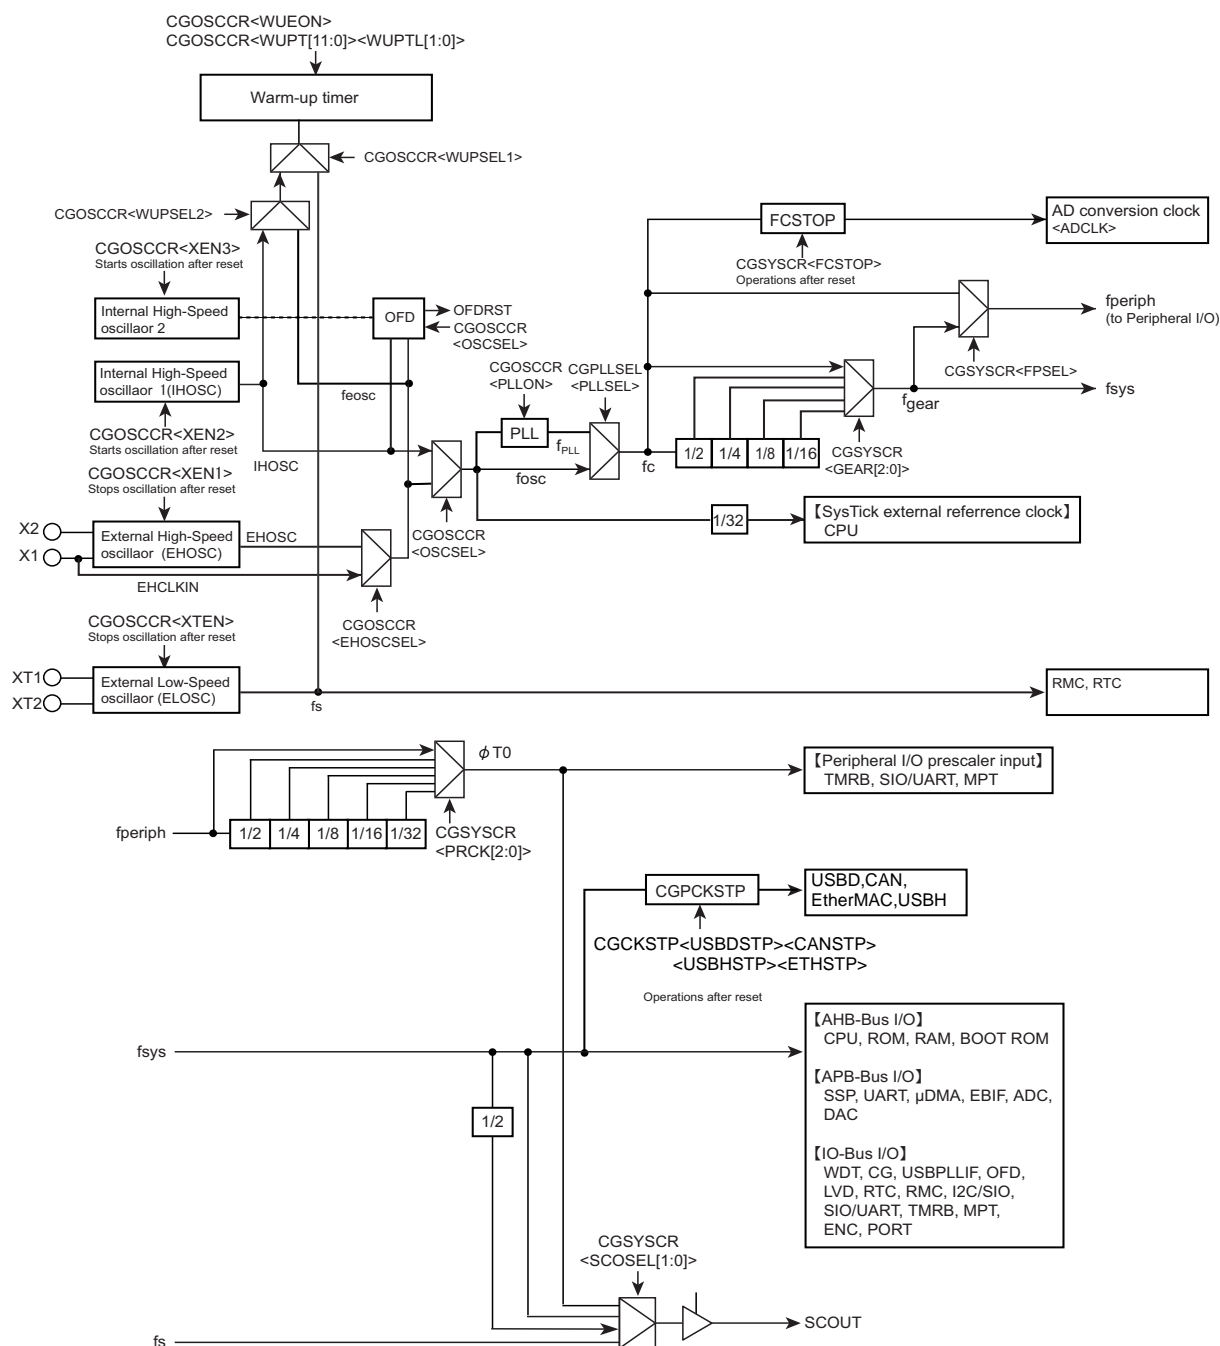 CGOSCCR<WUEON>
CGOSCCR<WUPT[11:0]><WUPTL[1:0]>
Warm-up timer
CGOSCCR<WUPSEL1>
CGOSCCR<WUPSEL2>
CGOSCCR<XEN3>
Starts oscillation after reset
Internal High-Speed
oscillaor 2
OFD
OFDRST
CGOSCCR
<OSCSEL>
FCSTOP
CGSYSCR<FCSTOP>
Operations after reset
AD conversion clock
<ADCLK>
fperiph
(to Peripheral I/O)
CGSYSCR<FPSEL>
Internal High-Speed
oscillaor 1(IHOSC)
CGOSCCR<XEN2>
Starts oscillation after reset
feosc
IHOSC
CGOSCCR
<PLLON>
CGPLLSEL
<PLLSEL>
PLL
fPLL
fosc
fc
1/2
1/4
1/8
1/16
CGSYSCR
<GEAR[2:0]>
fgear
fsys
CGOSCCR<XEN1>
Stops oscillation after reset
X2
X1
External High-Speed
oscillaor (EHOSC)
EHOSC
EHCLKIN
CGOSCCR
<OSCSEL>
CGOSCCR
<EHOSCSEL>
1/32
【SysTick external referrence clock】
CPU
CGOSCCR<XTEN>
Stops oscillation after reset
XT1
XT2
External Low-Speed
oscillaor (ELOSC)
fs
RMC, RTC
fperiph
1/2
1/4
1/8
1/16
1/32
CGSYSCR
<PRCK[2:0]>
ϕT0
【Peripheral I/O prescaler input】
TMRB, SIO/UART, MPT
CGPCKSTP
USBD,CAN,
EtherMAC,USBH
CGCKSTP<USBDSTP><CANSTP>
<USBHSTP><ETHSTP>
Operations after reset
fsys
1/2
【AHB-Bus I/O】
CPU, ROM, RAM, BOOT ROM
【APB-Bus I/O】
SSP, UART, µDMA, EBIF, ADC,
DAC
【IO-Bus I/O】
WDT, CG, USBPLLIF, OFD,
LVD, RTC, RMC, I2C/SIO,
SIO/UART, TMRB, MPT,
ENC, PORT
CGSYSCR
<SCOSEL[1:0]>
SCOUT
fs